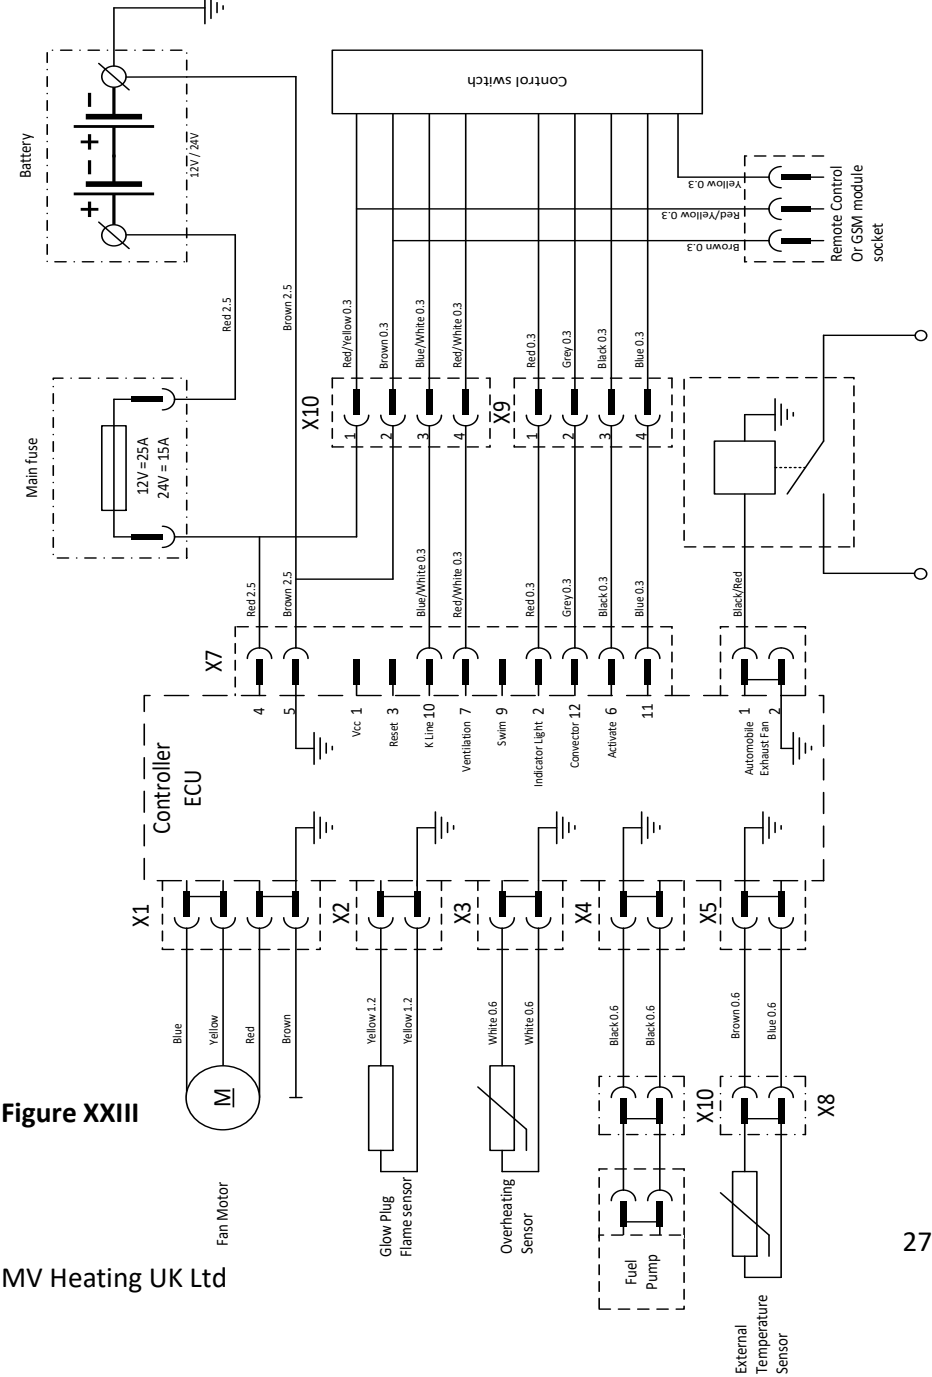 Battery
12V / 24V
Main fuse
12V =25A
24V = 15A
Red 2.5
Brown 2.5
Control switch
Yellow 0.3
Red/Yellow 0.3
Brown 0.3
Remote Control
Or GSM module
socket
X10
Red/Yellow 0.3
Brown 0.3
Blue/White 0.3
Red/White 0.3
1
2
3
4
X9
Red 0.3
Grey 0.3
Black 0.3
Blue 0.3
1
2
3
4
Red 2.5
Brown 2.5
Blue/White 0.3
Red/White 0.3
Red 0.3
Grey 0.3
Black 0.3
Blue 0.3
Black/Red
X7
4
5
Vcc 1
Reset 3
K Line 10
Ventilation 7
Swim 9
Indicator Light 2
Convector 12
Activate 6
11
Automobile 1
Exhaust Fan 2
Controller
ECU
X1
X2
X3
X4
X5
Blue
Yellow
Red
Brown
Yellow 1.2
Yellow 1.2
White 0.6
White 0.6
Black 0.6
Black 0.6
Brown 0.6
Blue 0.6
M
X10
X8
Fan Motor
Glow Plug
Flame sensor
Overheating
Sensor
Fuel
Pump
External
Temperature
Sensor
Figure XXIII
MV Heating UK Ltd
27